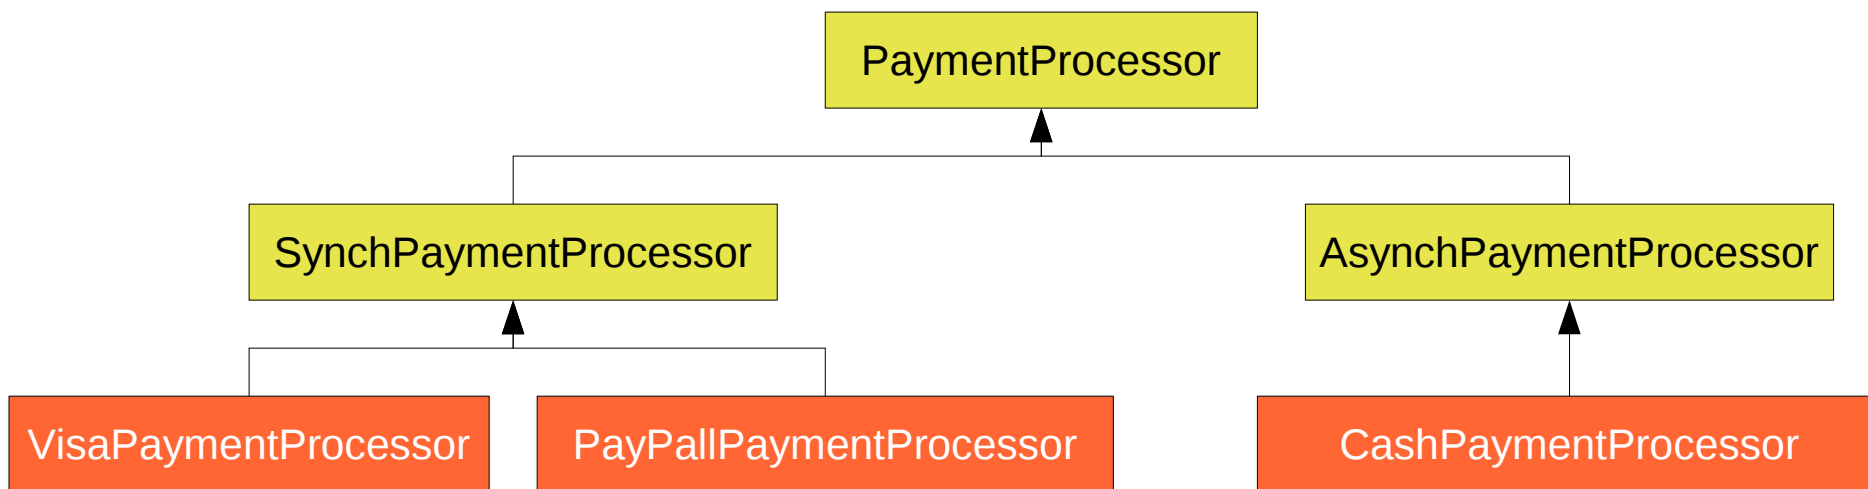 PaymentProcessor
SynchPaymentProcessor
AsynchPaymentProcessor
VisaPaymentProcessor
PayPallPaymentProcessor
CashPaymentProcessor